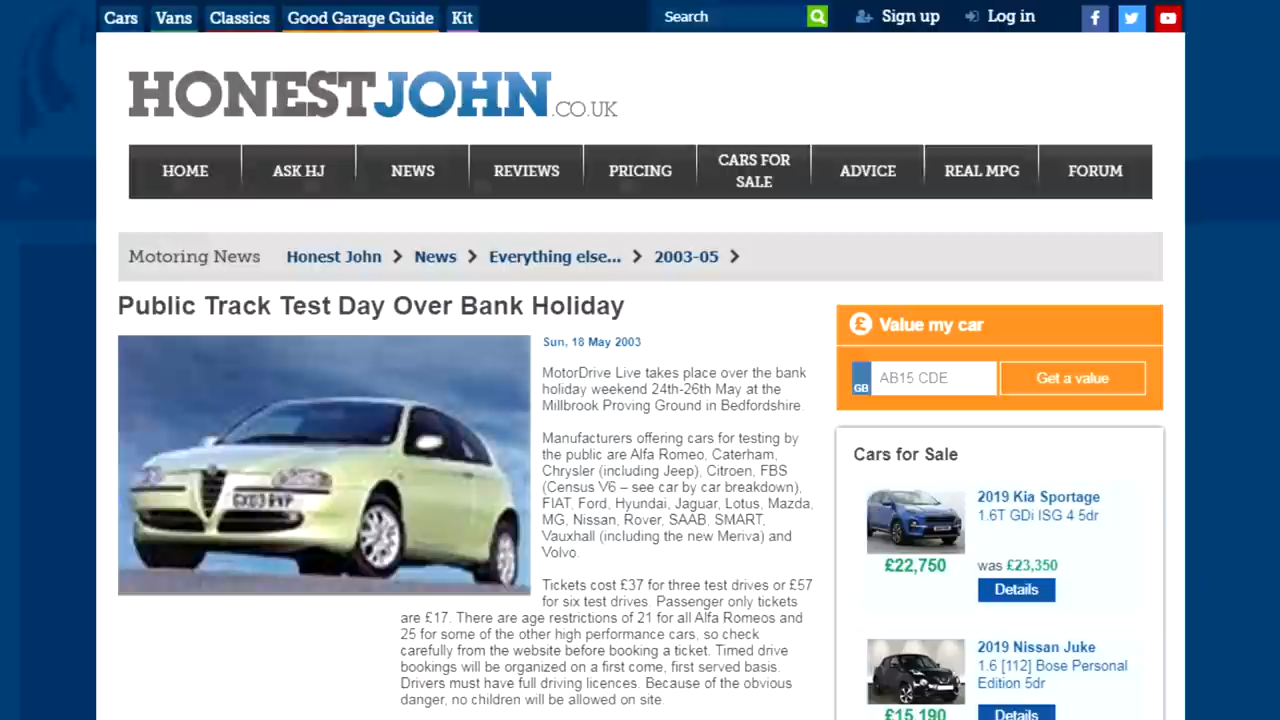 Cars Vans Classics Good Garage Guide Kit Search Sign up Log in
HONESTJOHN.CO.UK
HOME ASK HJ NEWS REVIEWS PRICING CARS FOR SALE ADVICE REAL MPG FORUM
Motoring News Honest John News Everything else... 2003-05
Public Track Test Day Over Bank Holiday
Sun, 18 May 2003
MotorDrive Live takes place over the bank
holiday weekend 24th-26th May at the
Millbrook Proving Ground in Bedfordshire.
Manufacturers offering cars for testing by
the public are Alfa Romeo, Caterham,
Chrysler (including Jeep), Citroen, FBS
(Census V6 – see car by car breakdown),
FIAT, Ford, Hyundai, Jaguar, Lotus, Mazda,
MG, Nissan, Rover, SAAB, SMART,
Vauxhall (including the new Meriva) and
Volvo.
Tickets cost £37 for three test drives or £57
for six test drives. Passenger only tickets
are £17. There are age restrictions of 21 for all Alfa Romeos and
25 for some of the other high performance cars, so check
carefully from the website before booking a ticket. Timed drive
bookings will be organized on a first come, first served basis.
Drivers must have full driving licences. Because of the obvious
danger, no children will be allowed on site.
£ Value my car
GB AB15 CDE Get a value
Cars for Sale
2019 Kia Sportage
1.6T GDi ISG 4 5dr
£22,750 was £23,350
Details
2019 Nissan Juke
1.6 [112] Bose Personal
Edition 5dr
£15,190
Details